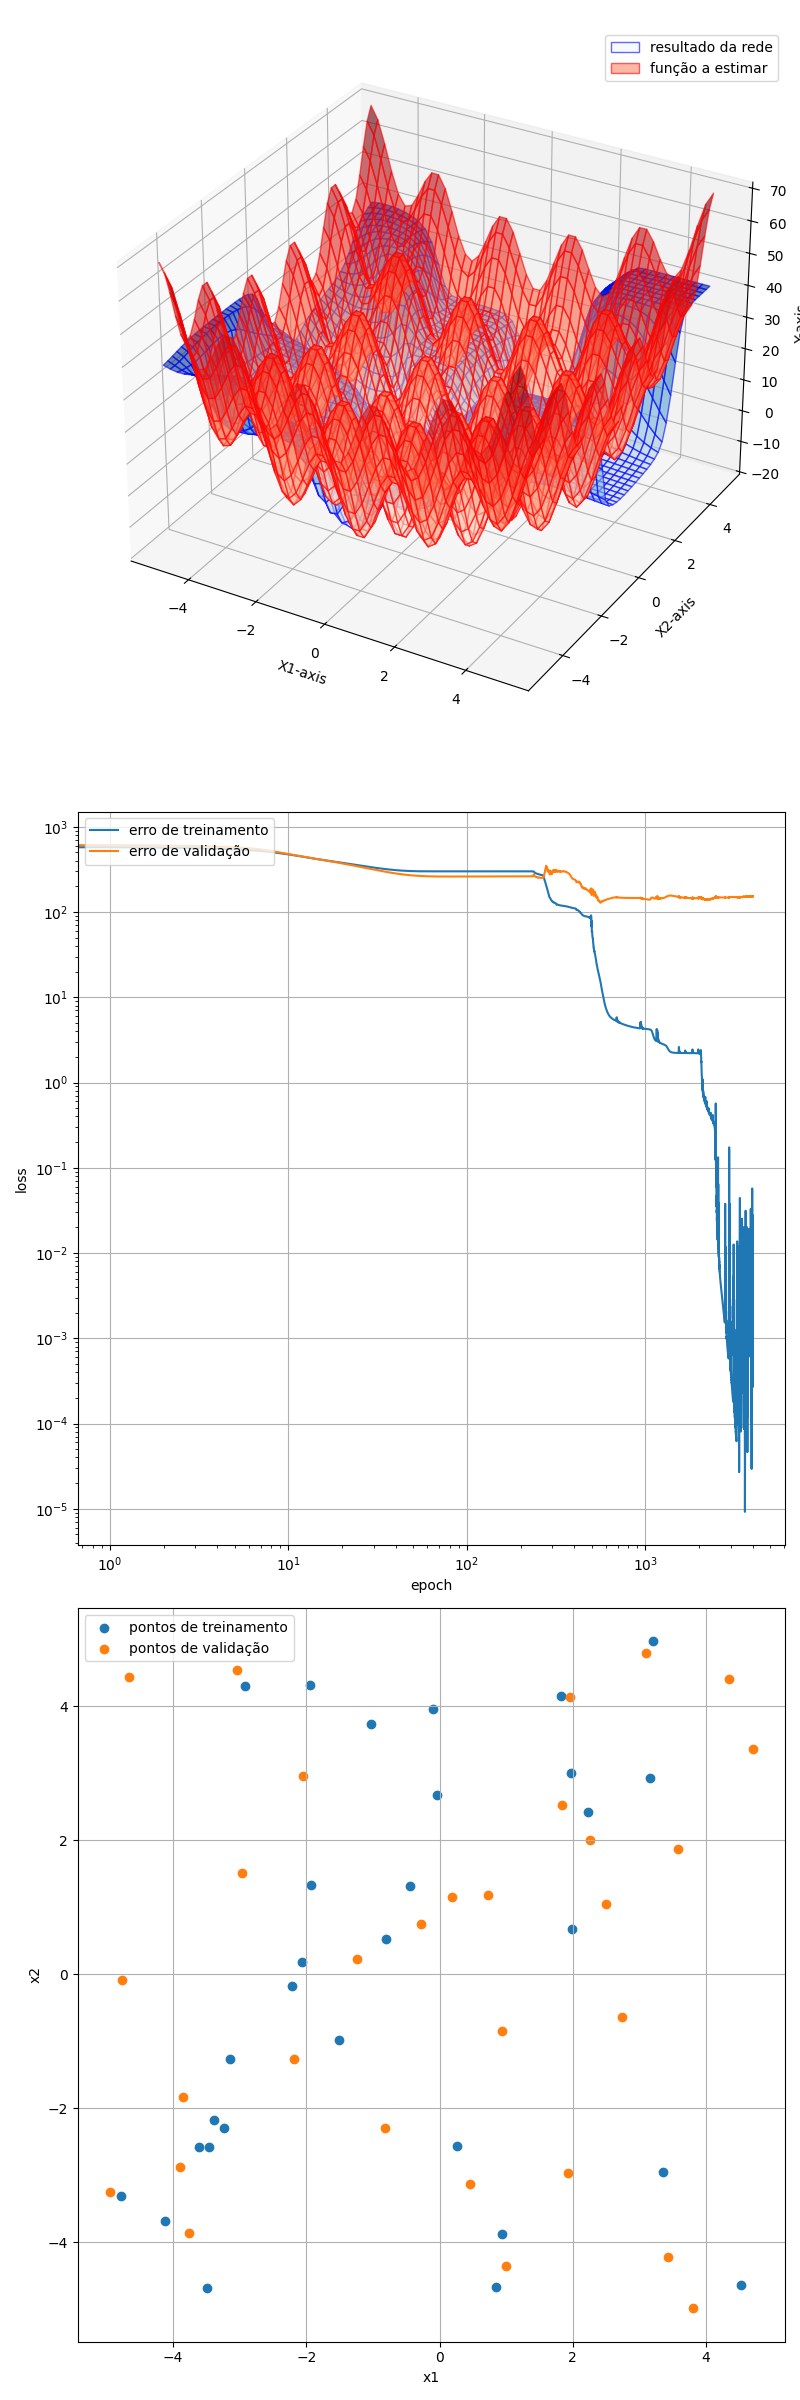 resultado da rede
função a estimar
70
60
50
40
30
20
10
0
−10
−20
4
2
0
−2
−4
X2-axis
−4
−2
0
2
4
X1-axis
10³
10²
10¹
10⁰
10⁻¹
10⁻²
10⁻³
10⁻⁴
10⁻⁵
loss
erro de treinamento
erro de validação
10⁰ 10¹ 10² 10³
epoch
pontos de treinamento
pontos de validação
4
2
0
−2
−4
x2
−4 −2 0 2 4
x1